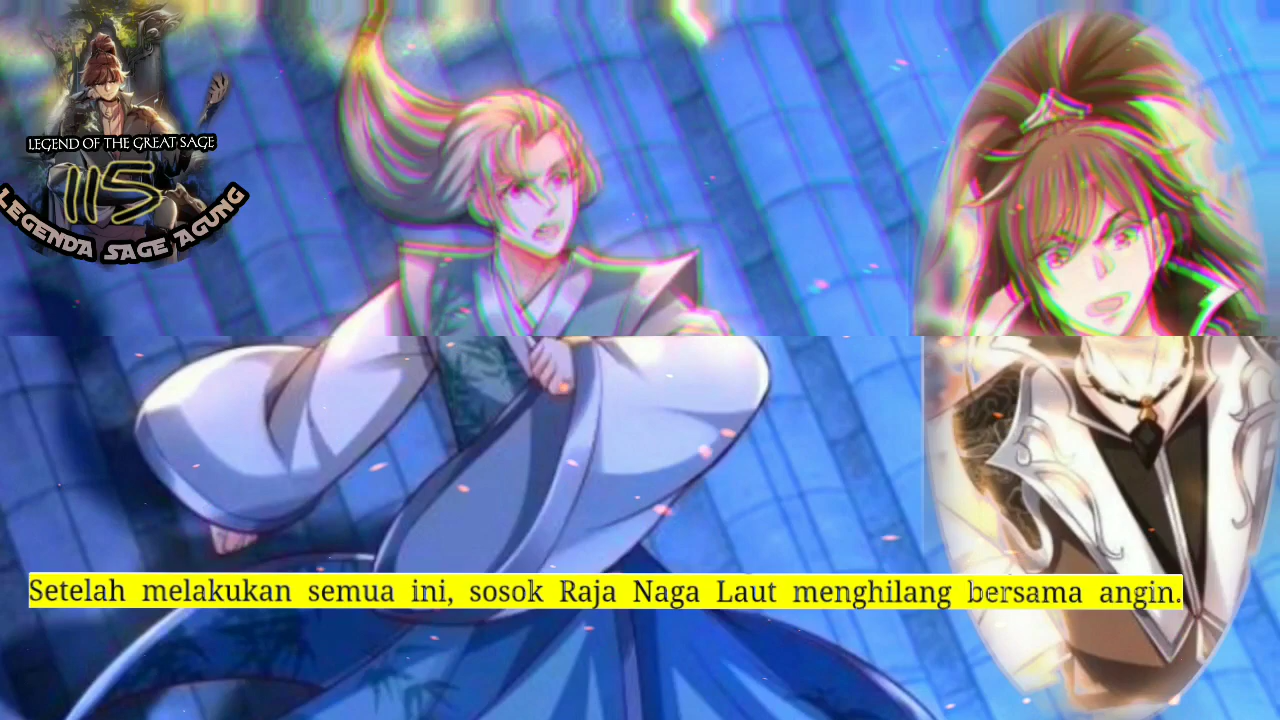 LEGEND OF THE GREAT SAGE
115
LEGENDA SAGE AGUNG
Setelah melakukan semua ini, sosok Raja Naga Laut menghilang bersama angin.